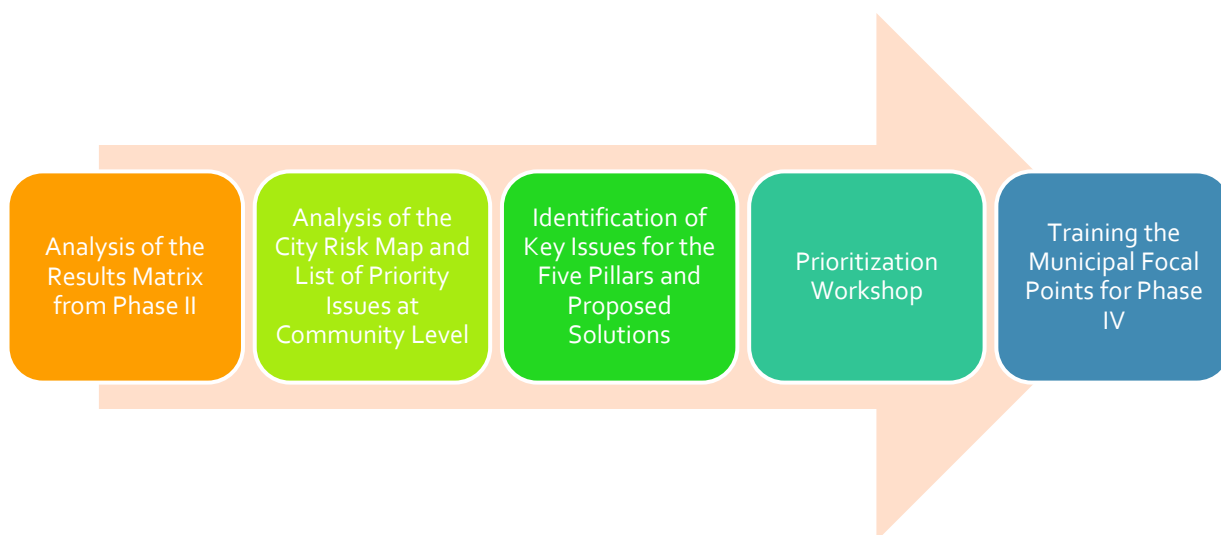 Analysis of the
Results Matrix
from Phase II
Analysis of the
City Risk Map and
List of Priority
Issues at
Community Level
Identification of
Key Issues for the
Five Pillars and
Proposed
Solutions
Prioritization
Workshop
Training the
Municipal Focal
Points for Phase
IV